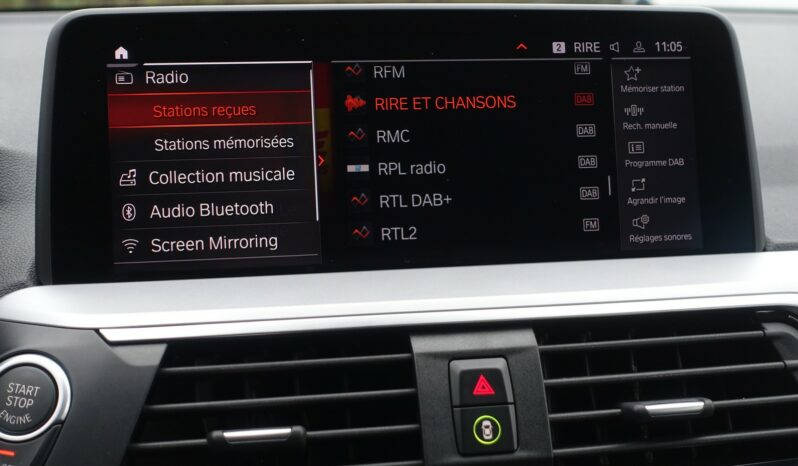 2 RIRE 11:05
Radio
Stations reçues
Stations mémorisées
Collection musicale
Audio Bluetooth
Screen Mirroring
RFM FM
RIRE ET CHANSONS DAB
RMC DAB
RPL radio DAB
RTL DAB+ DAB
RTL2 FM
Mémoriser station
Rech. manuelle
Programme DAB
Agrandir l'image
Réglages sonores
START
STOP
ENGINE